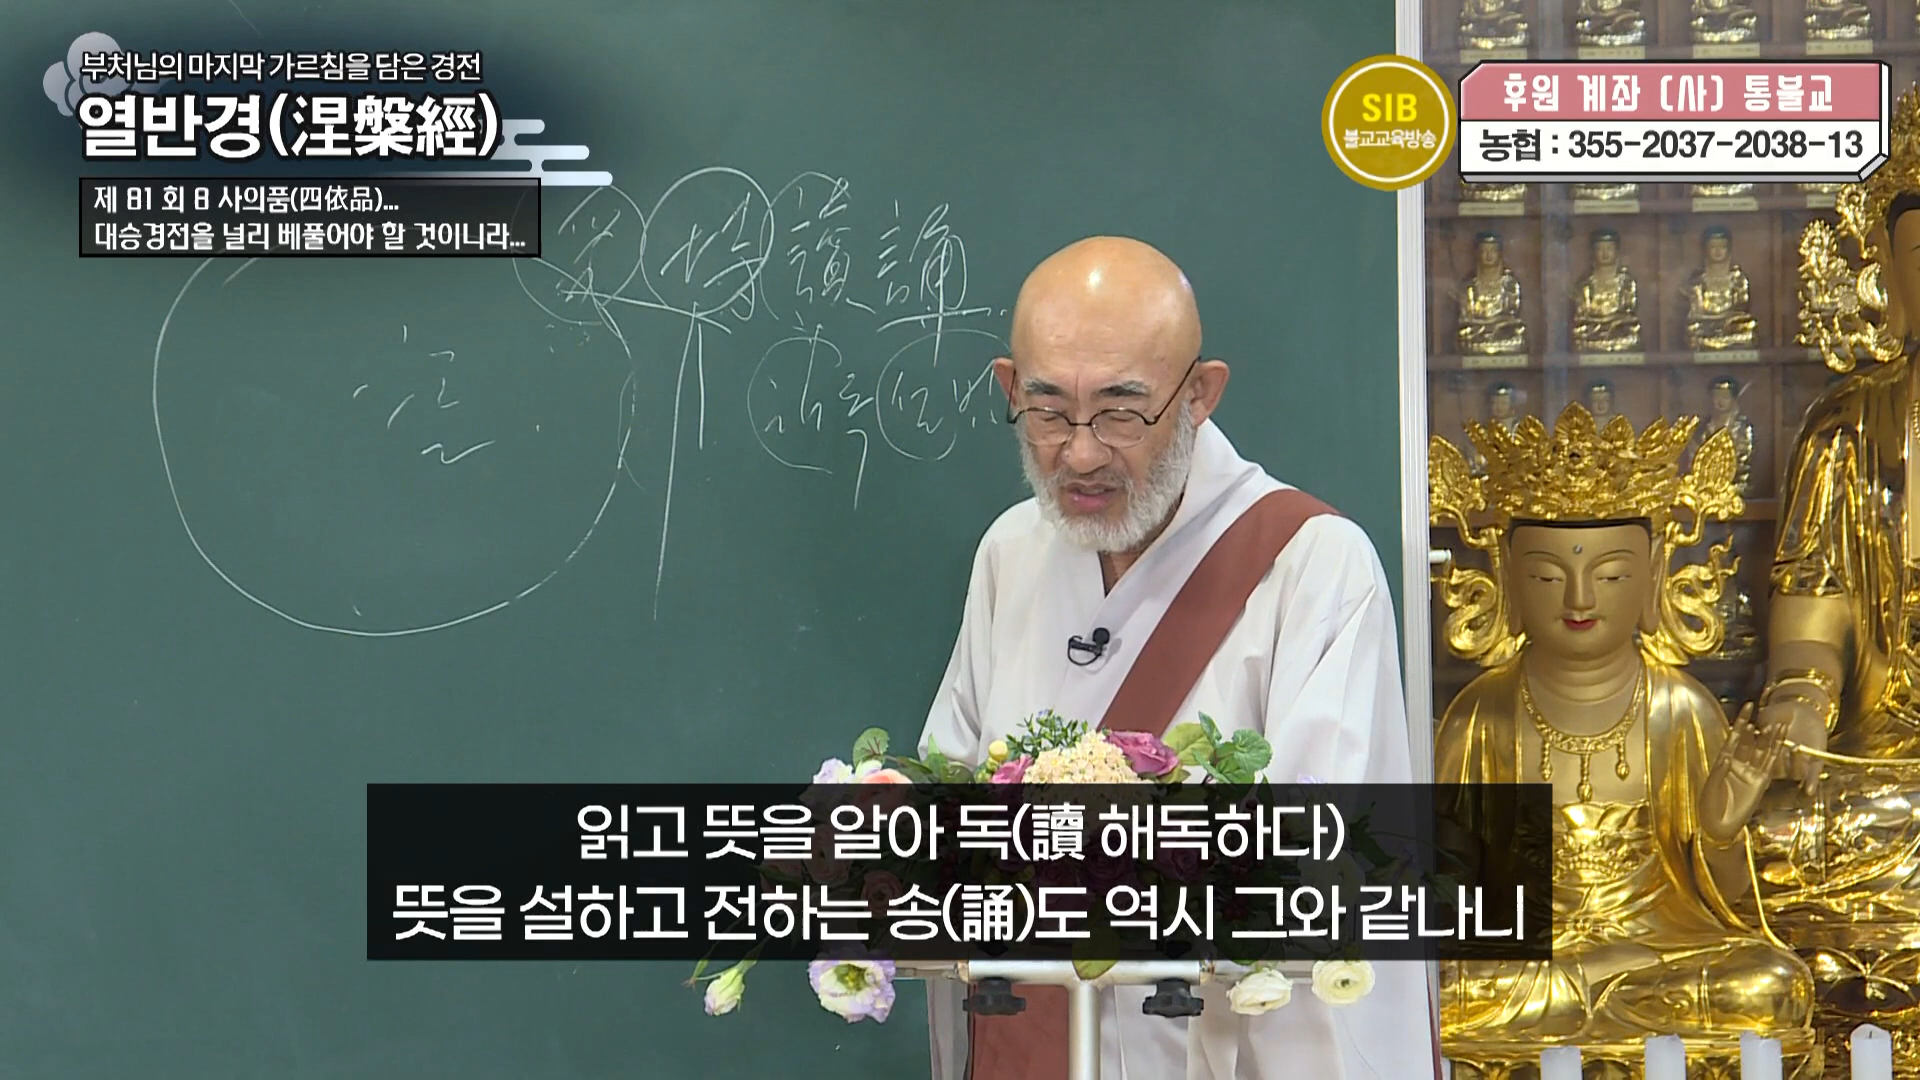 부처님의 마지막 가르침을 담은 경전
열반경(涅槃經)
제 81 회 8 사의품(四依品)...
대승경전을 널리 베풀어야 할 것이니라...
SIB
불교교육방송
후원 계좌 (사) 통불교
농협 : 355-2037-2038-13
持 讀 誦
공
읽고 뜻을 알아 독(讀 해독하다)
뜻을 설하고 전하는 송(誦)도 역시 그와 같나니